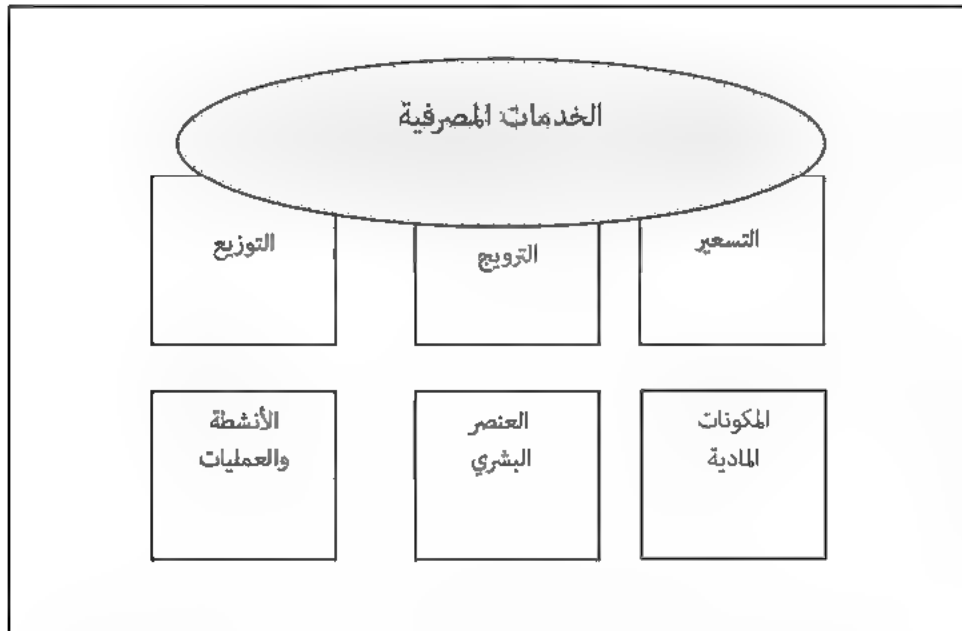 الخدمات المصرفية
التسعير
الترويج
التوزيع
المكونات
المادية
العنصر
البشري
الأنشطة
والعمليات